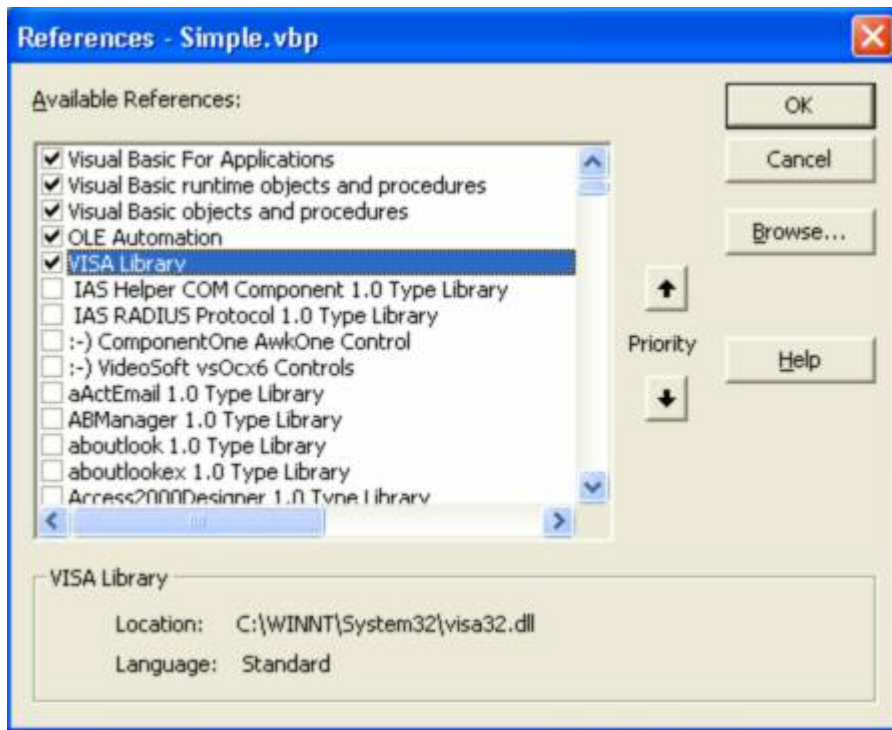 References - Simple.vbp
Available References:
Visual Basic For Applications
Visual Basic runtime objects and procedures
Visual Basic objects and procedures
OLE Automation
VISA Library
IAS Helper COM Component 1.0 Type Library
IAS RADIUS Protocol 1.0 Type Library
:-) ComponentOne AwkOne Control
:-) VideoSoft vsOcx6 Controls
aActEmail 1.0 Type Library
ABManager 1.0 Type Library
aboutlook 1.0 Type Library
aboutlookex 1.0 Type Library
Access2000Designer 1.0 Type Library
OK
Cancel
Browse...
Priority
Help
VISA Library
Location: C:\WINNT\System32\visa32.dll
Language: Standard